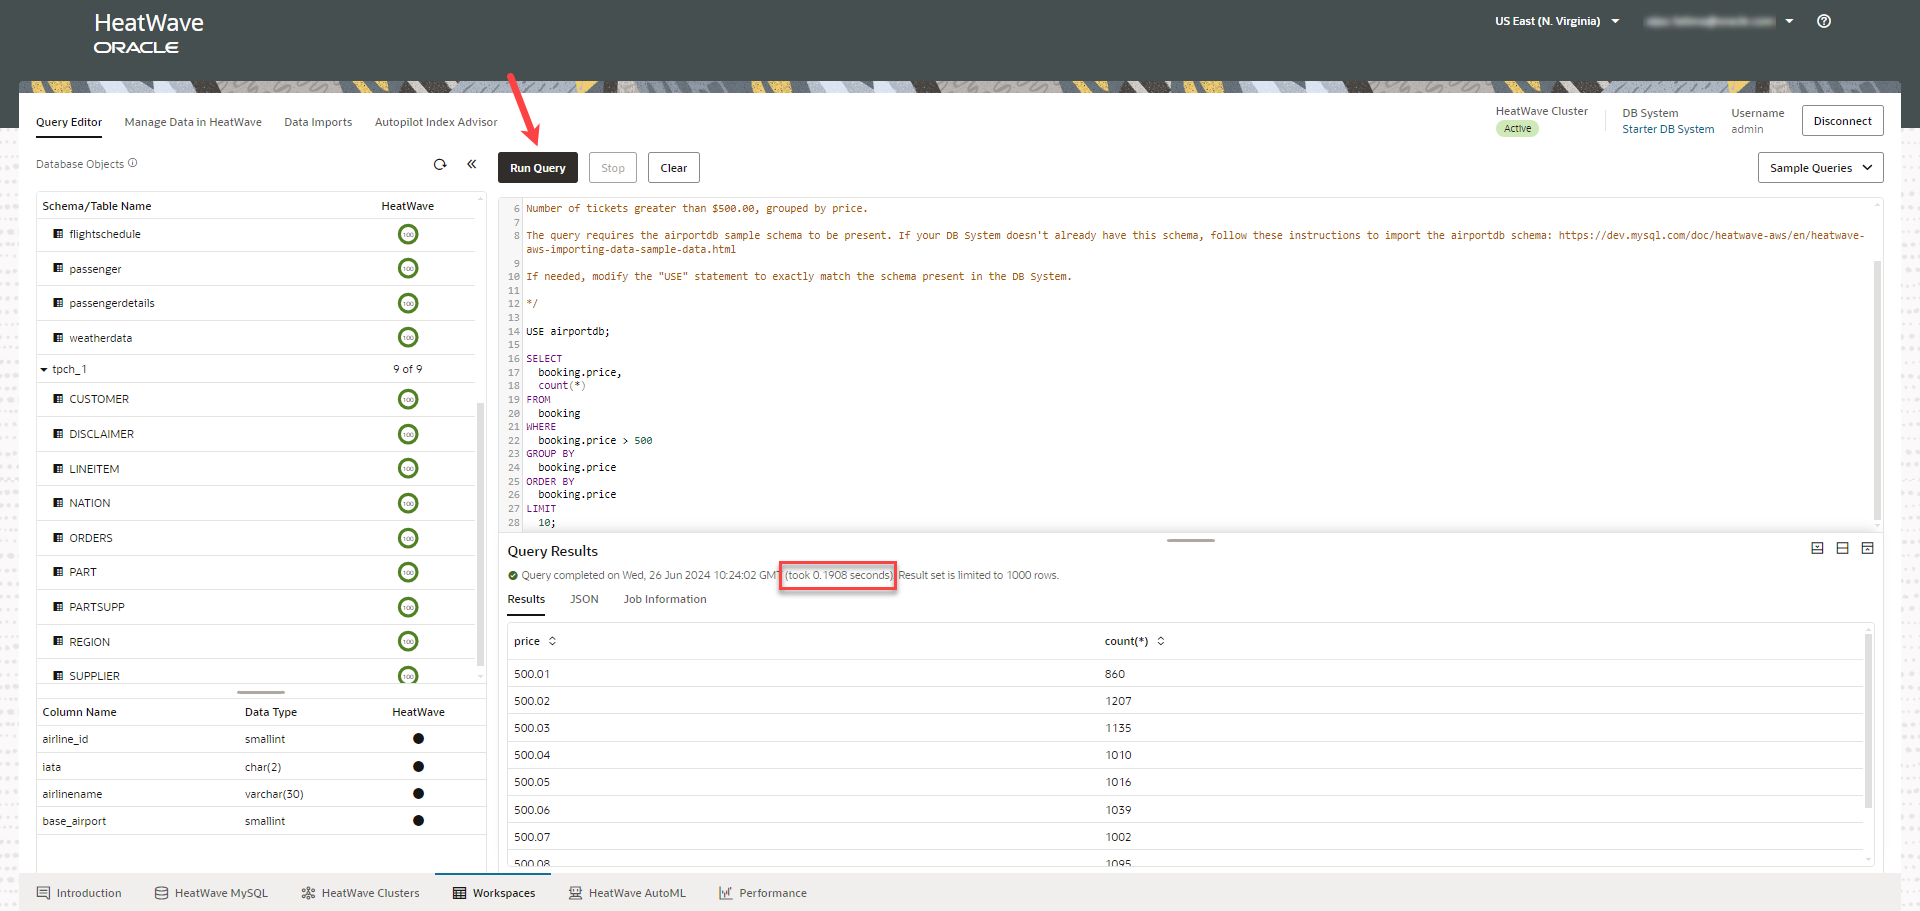 HeatWave
ORACLE
US East (N. Virginia)
Query Editor
Manage Data in HeatWave
Data Imports
Autopilot Index Advisor
HeatWave Cluster
Active
DB System
Starter DB System
Username
admin
Disconnect
Database Objects
Run Query
Stop
Clear
Sample Queries
Schema/Table Name HeatWave
flightschedule 100
passenger 100
passengerdetails 100
weatherdata 100
tpch_1 9 of 9
CUSTOMER 100
DISCLAIMER 100
LINEITEM 100
NATION 100
ORDERS 100
PART 100
PARTSUPP 100
REGION 100
SUPPLIER 100
Column Name Data Type HeatWave
airline_id smallint
iata char(2)
airlinename varchar(30)
base_airport smallint
6 Number of tickets greater than $500.00, grouped by price.
7
8 The query requires the airportdb sample schema to be present. If your DB System doesn't already have this schema, follow these instructions to import the airportdb schema: https://dev.mysql.com/doc/heatwave-aws/en/heatwave-
aws-importing-data-sample-data.html
9
10 If needed, modify the "USE" statement to exactly match the schema present in the DB System.
11
12 */
13
14 USE airportdb;
15
16 SELECT
17 booking.price,
18 count(*)
19 FROM
20 booking
21 WHERE
22 booking.price > 500
23 GROUP BY
24 booking.price
25 ORDER BY
26 booking.price
27 LIMIT
28 10;
Query Results
Query completed on Wed, 26 Jun 2024 10:24:02 GMT (took 0.1908 seconds) Result set is limited to 1000 rows.
Results
JSON
Job Information
price count(*)
500.01 860
500.02 1207
500.03 1135
500.04 1010
500.05 1016
500.06 1039
500.07 1002
500.08 1095
Introduction
HeatWave MySQL
HeatWave Clusters
Workspaces
HeatWave AutoML
Performance